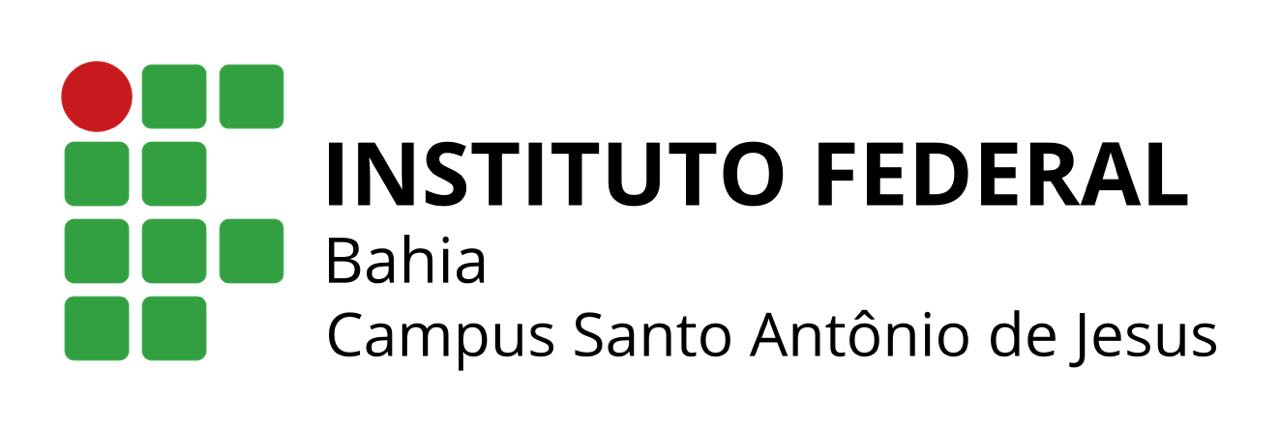 INSTITUTO FEDERAL
Bahia
Campus Santo Antônio de Jesus